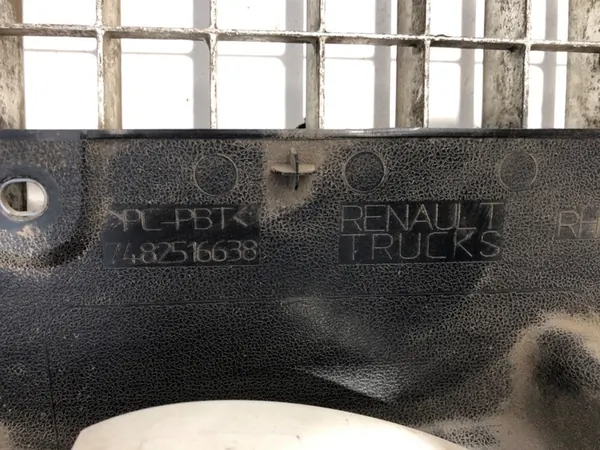 >PC-PBT<
7482516638
RENAULT
TRUCKS
RH